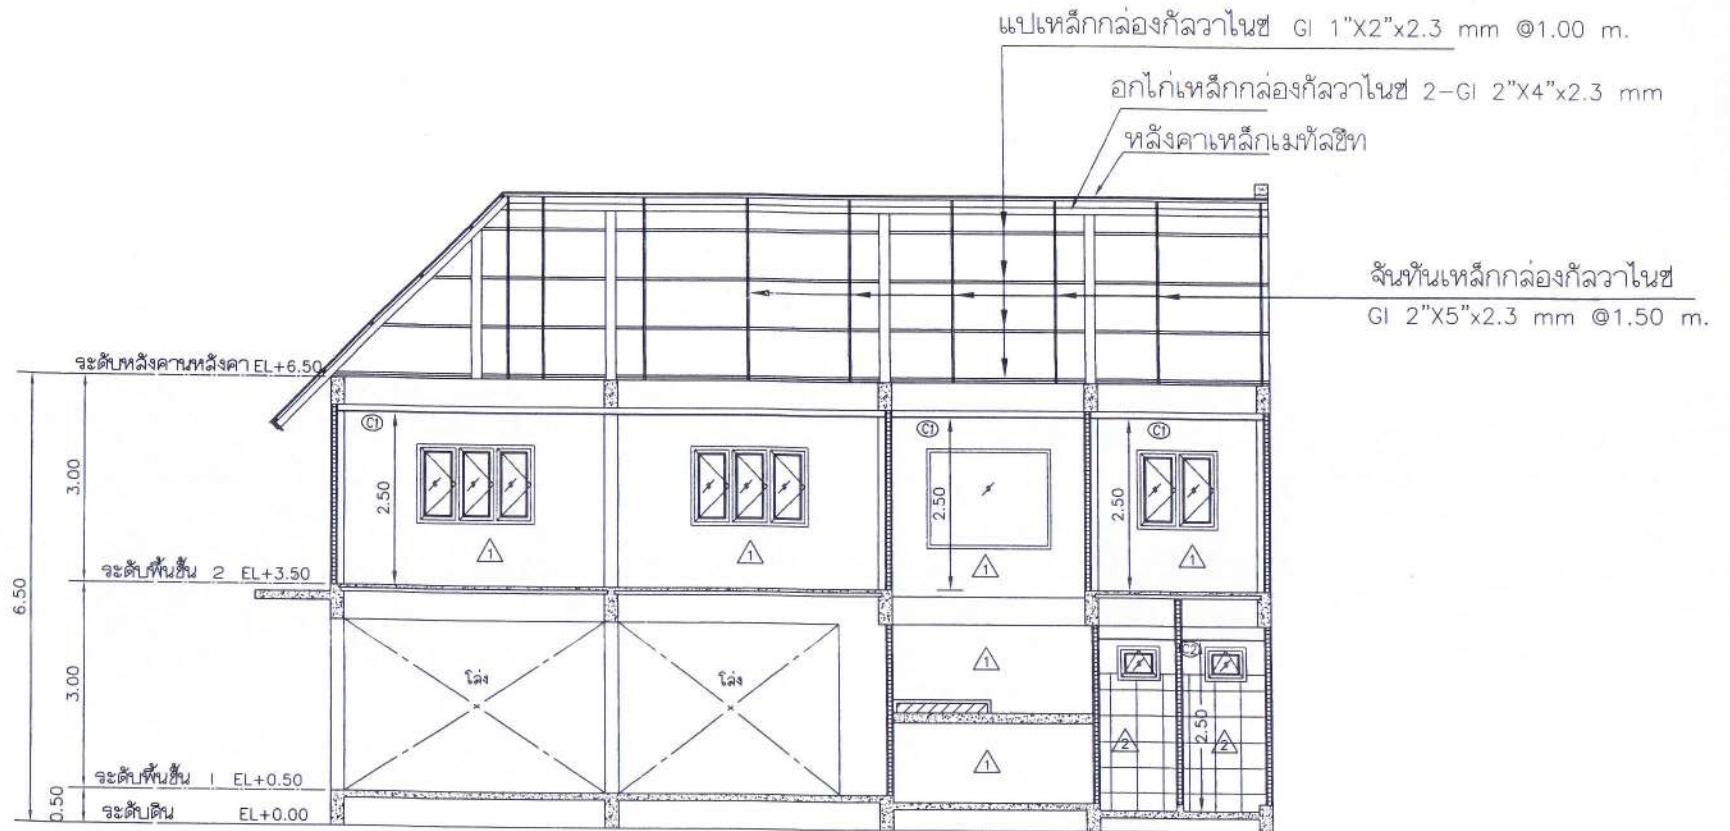 แปเหล็กกล่องกัลวาไนซ์ GI 1"X2"x2.3 mm @1.00 m.
อกไก่เหล็กกล่องกัลวาไนซ์ 2-GI 2"X4"x2.3 mm
หลังคาเหล็กเมทัลชีท
จันทันเหล็กกล่องกัลวาไนซ์
GI 2"X5"x2.3 mm @1.50 m.
ระดับหลังคานหลังคา EL+6.50
C1
C1
C1
3.00
2.50
2.50
2.50
1
1
1
1
ระดับพื้นชั้น 2 EL+3.50
6.50
3.00
โล่ง
โล่ง
1
C2
2.50
2
2
1
ระดับพื้นชั้น 1 EL+0.50
0.50
ระดับดิน EL+0.00